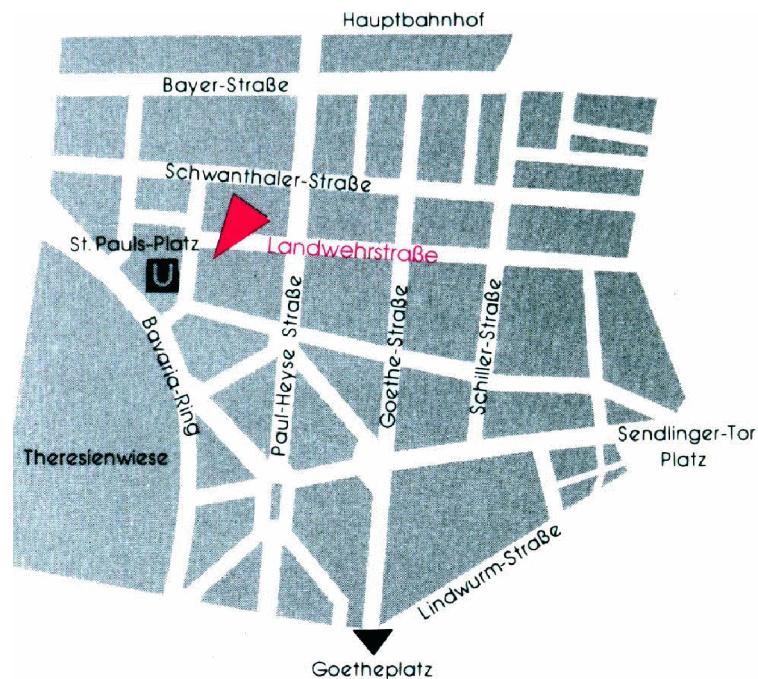 Hauptbahnhof
Bayer-Straße
Schwanthaler-Straße
St. Pauls-Platz
Landwehrstraße
U
Bavaria-Ring
Paul-Heyse Straße
Goethe-Straße
Schiller-Straße
Theresienwiese
Sendlinger-Tor
Platz
Lindwurm-Straße
Goetheplatz